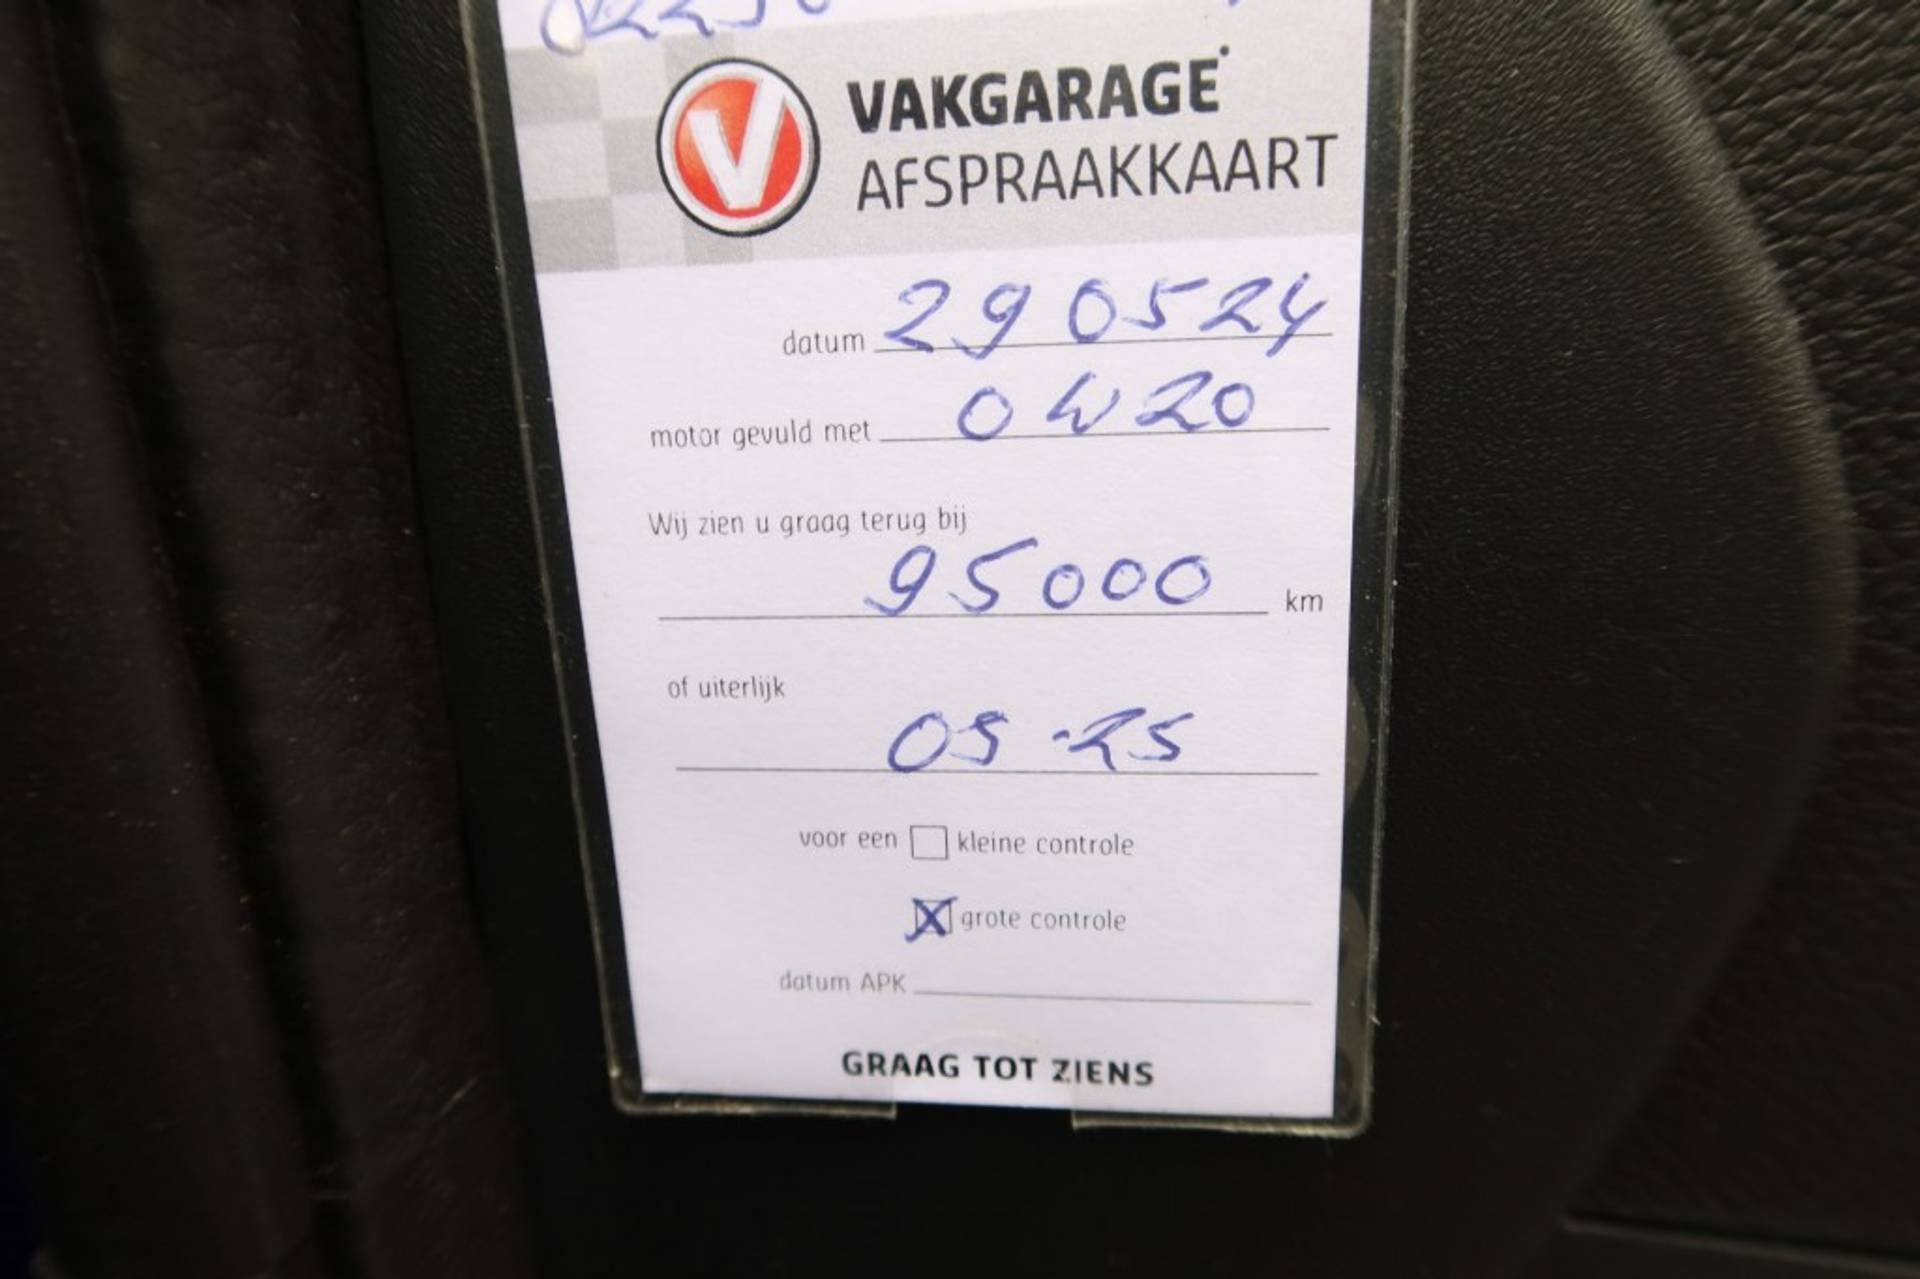 VAKGARAGE
AFSPRAAKKAART
datum 290524
motor gevuld met 0W20
Wij zien u graag terug bij
95000 km
of uiterlijk
05-25
voor een kleine controle
X grote controle
datum APK
GRAAG TOT ZIENS